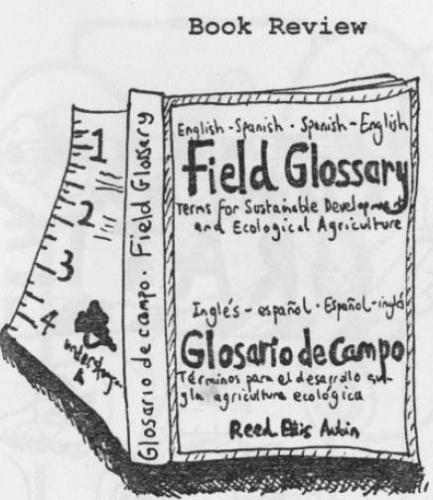 Book Review
English - Spanish · Spanish - English
Field Glossary
Terms for Sustainable Development
and Ecological Agriculture
Inglés - español · Español - inglés
Glosario de Campo
Términos para el desarrollo
y la agricultura ecológica
Reed Ellis Aubin
Glosario de campo · Field Glossary
1
2
3
4